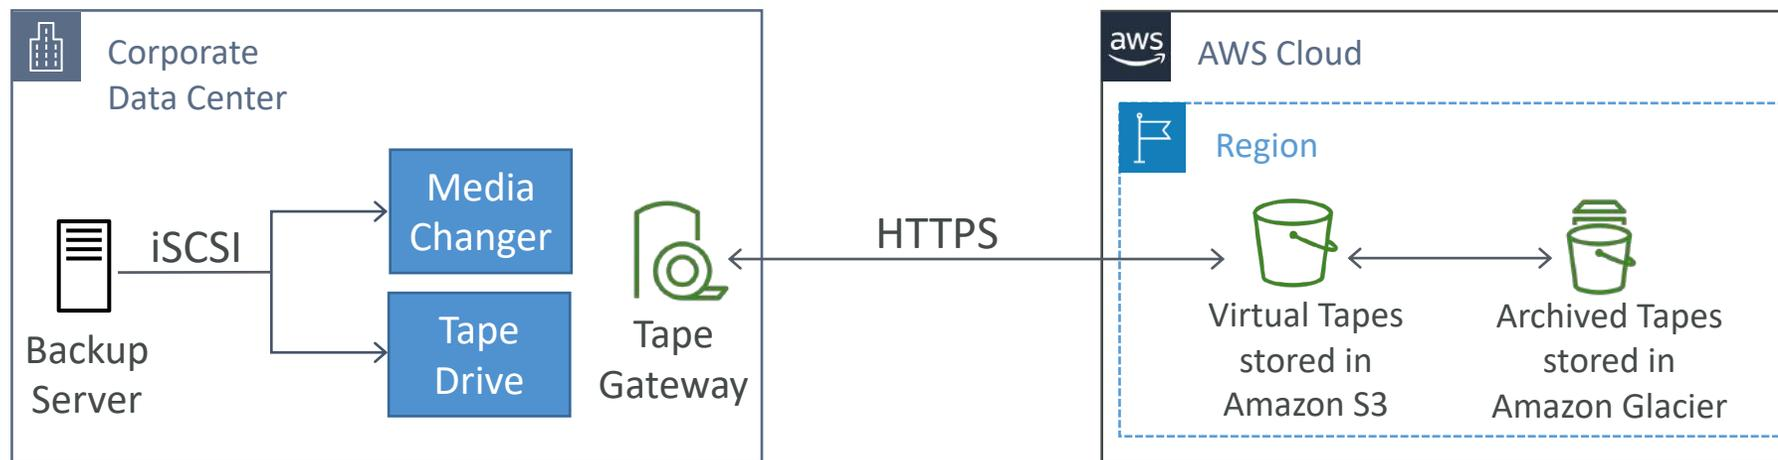 Corporate
Data Center
aws
AWS Cloud
Region
Media
Changer
iSCSI
Tape
Drive
Backup
Server
Tape
Gateway
HTTPS
Virtual Tapes
stored in
Amazon S3
Archived Tapes
stored in
Amazon Glacier